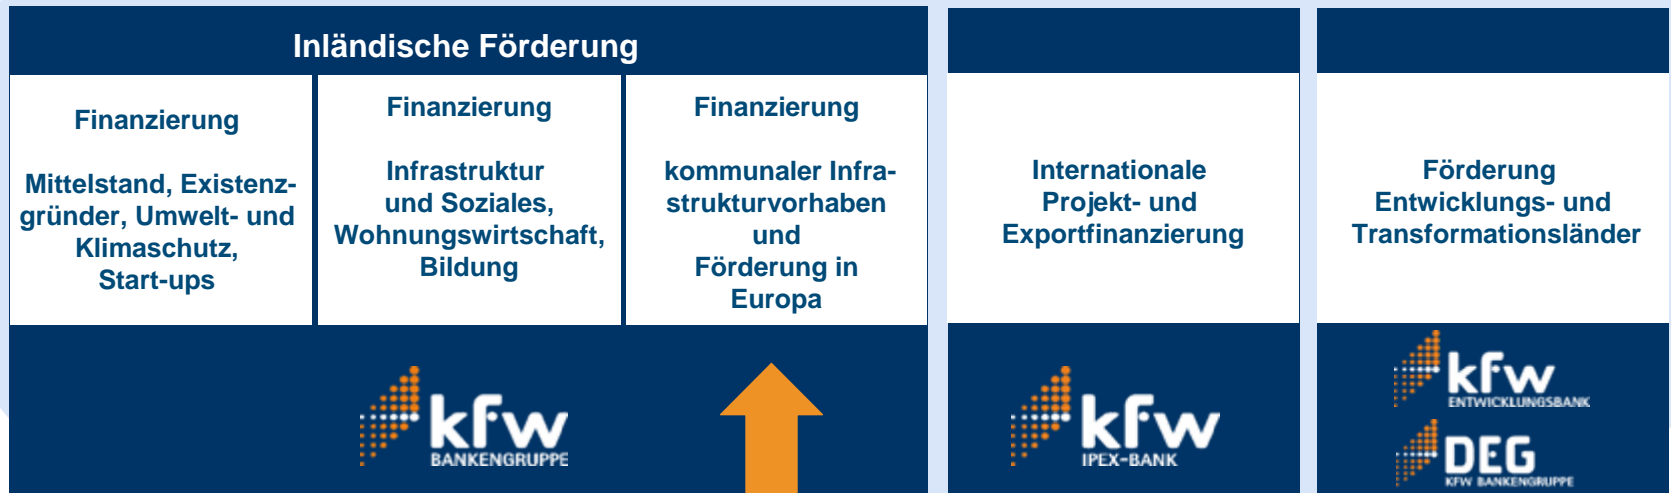 Inländische Förderung
Finanzierung
Mittelstand, Existenz-
gründer, Umwelt- und
Klimaschutz,
Start-ups
Finanzierung
Infrastruktur
und Soziales,
Wohnungswirtschaft,
Bildung
Finanzierung
kommunaler Infra-
strukturvorhaben
und
Förderung in
Europa
Internationale
Projekt- und
Exportfinanzierung
Förderung
Entwicklungs- und
Transformationsländer
kfw
BANKENGRUPPE
kfw
IPEX-BANK
kfw
ENTWICKLUNGSBANK
DEG
KFW BANKENGRUPPE